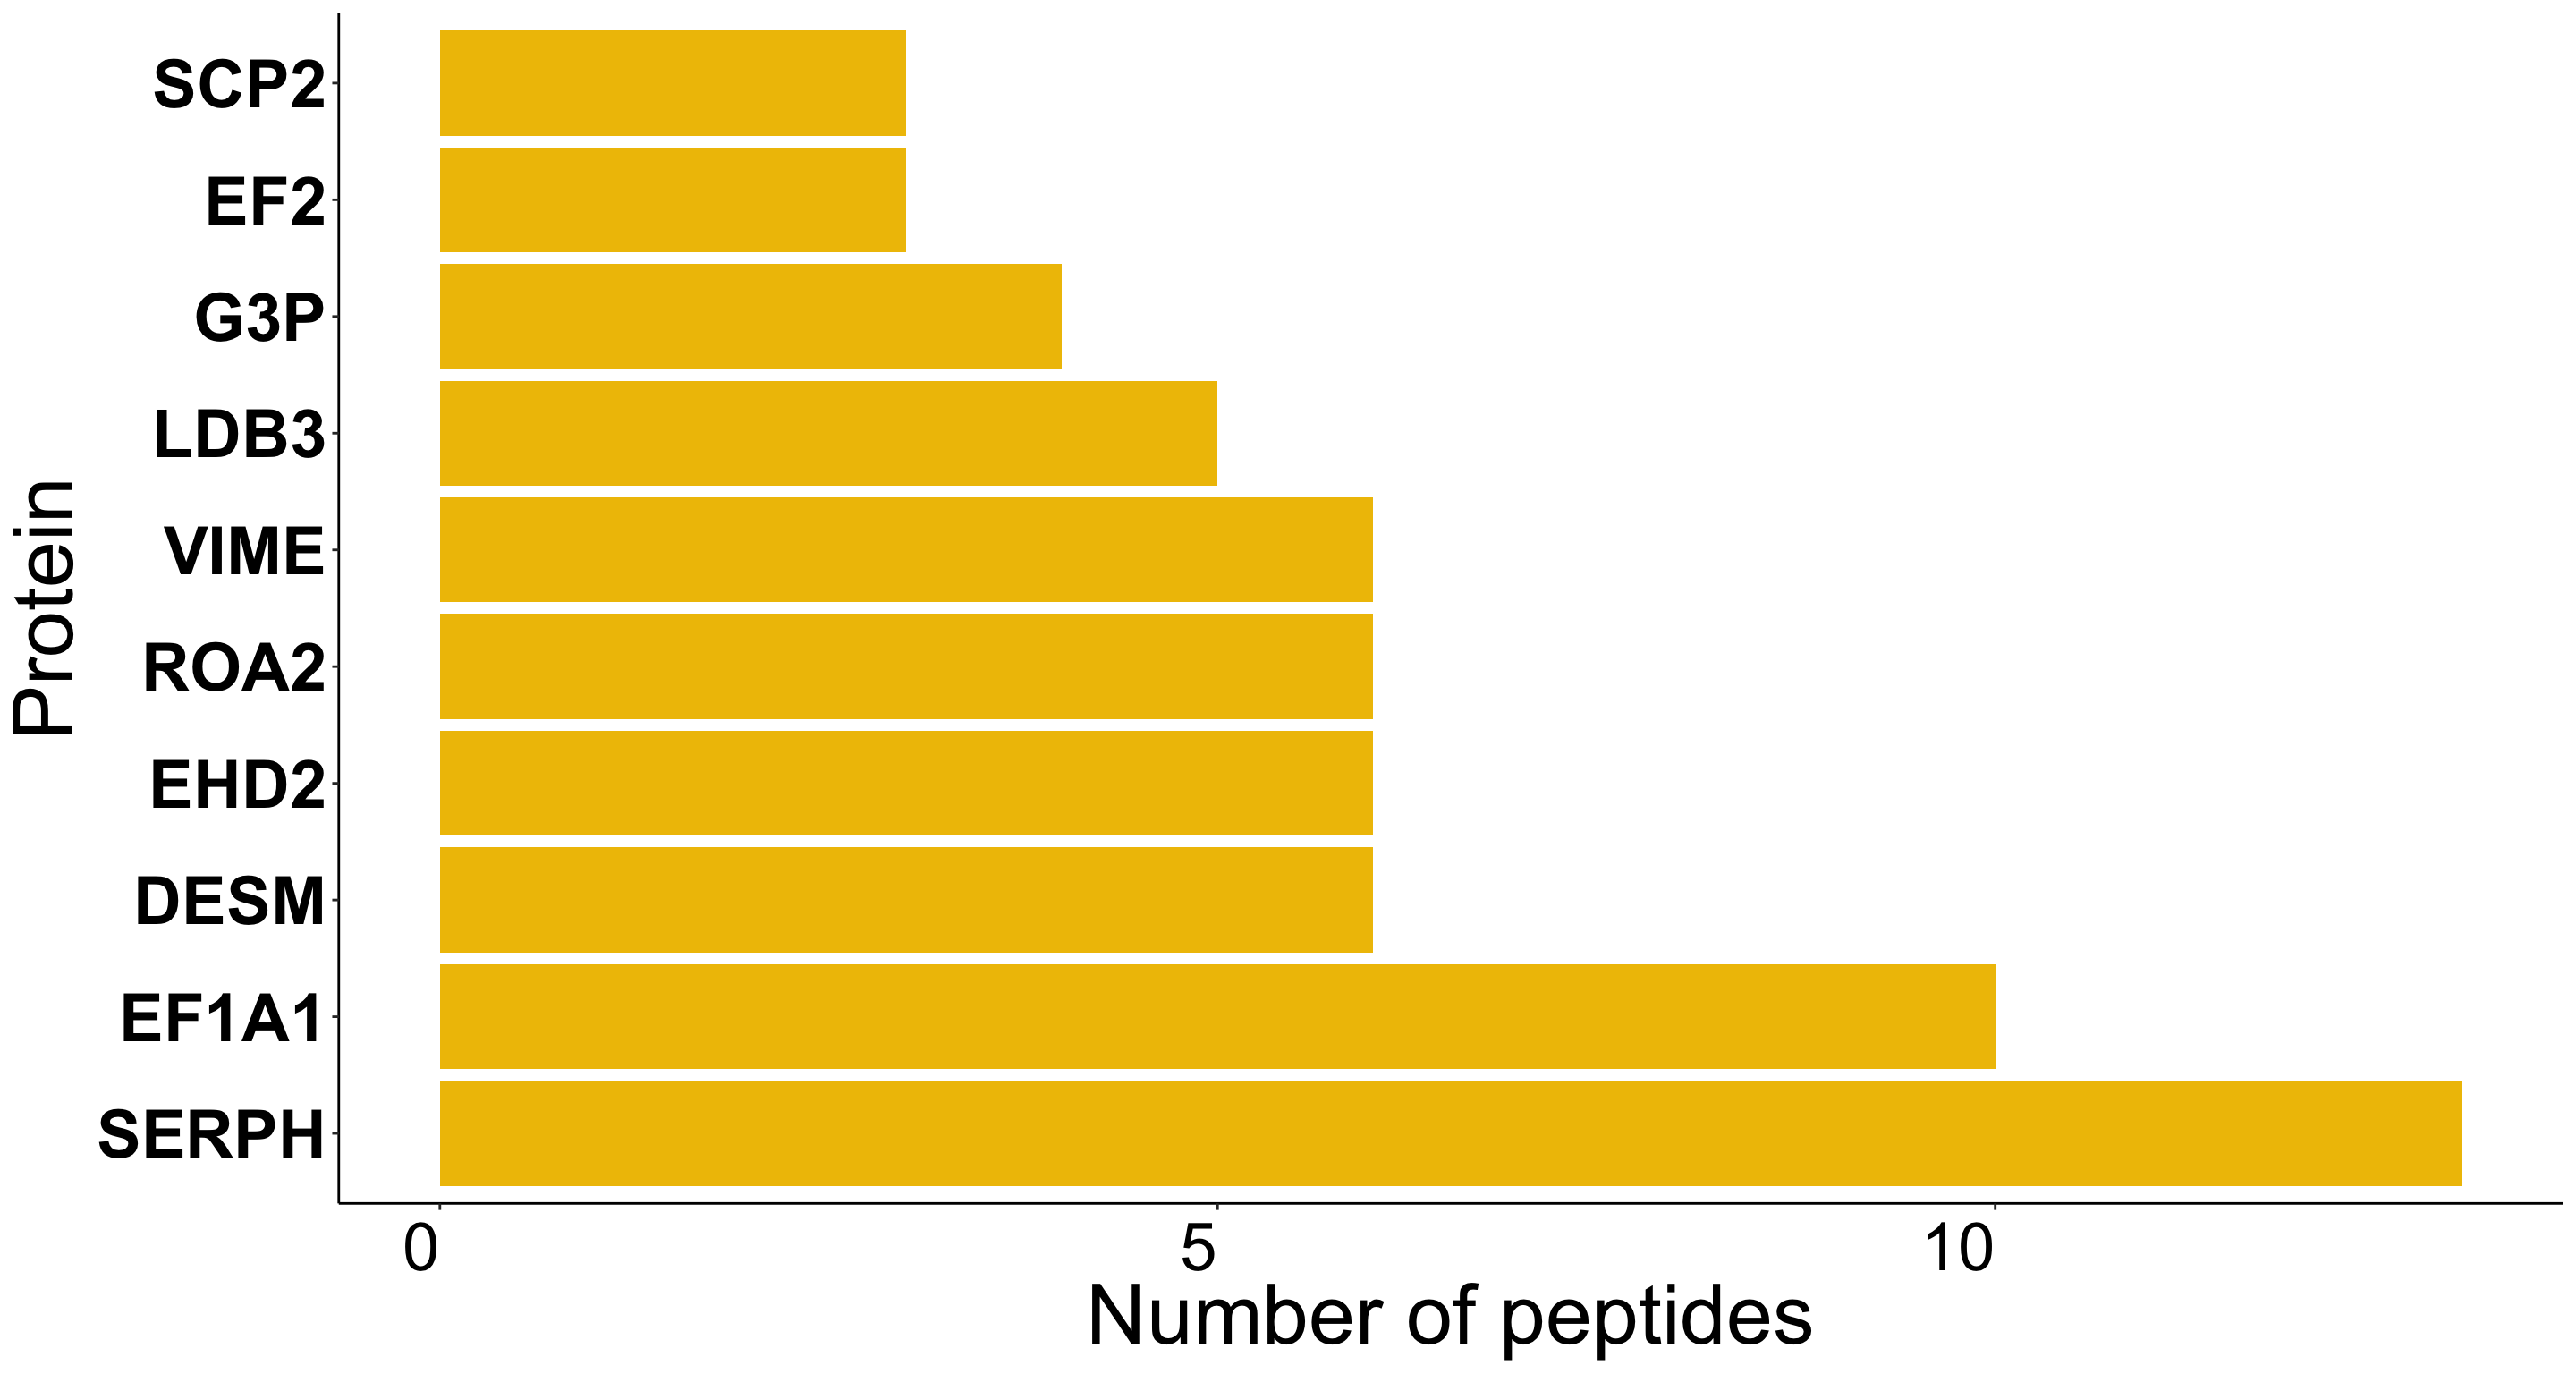 Protein
SCP2
EF2
G3P
LDB3
VIME
ROA2
EHD2
DESM
EF1A1
SERPH
0 5 10
Number of peptides